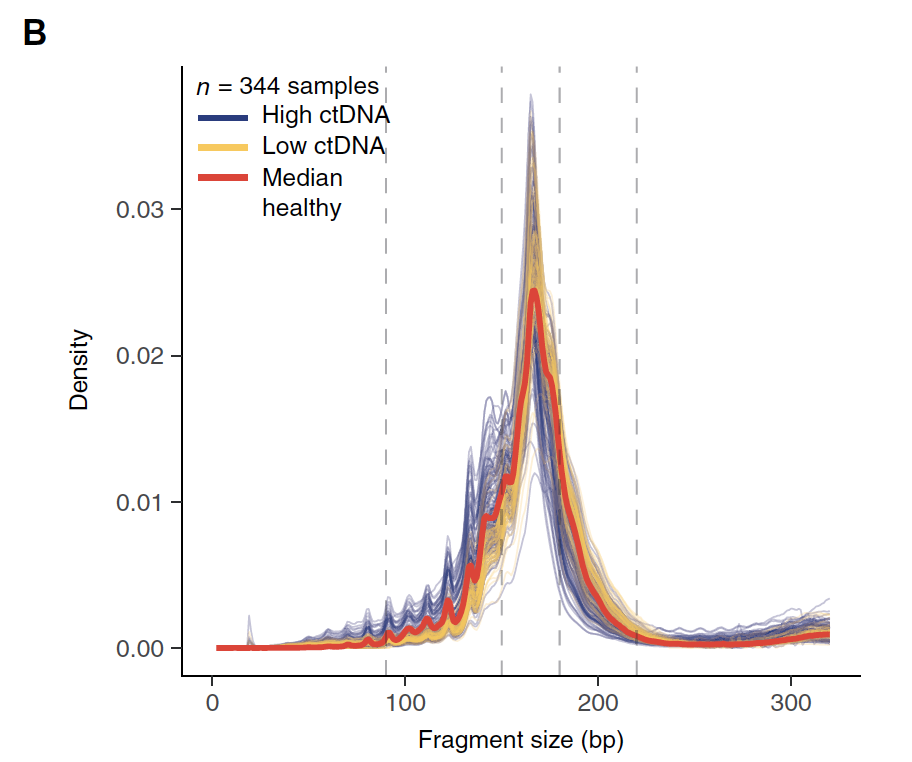 B
n = 344 samples
High ctDNA
Low ctDNA
Median
healthy
0.03
0.02
0.01
0.00
Density
0
100
200
300
Fragment size (bp)